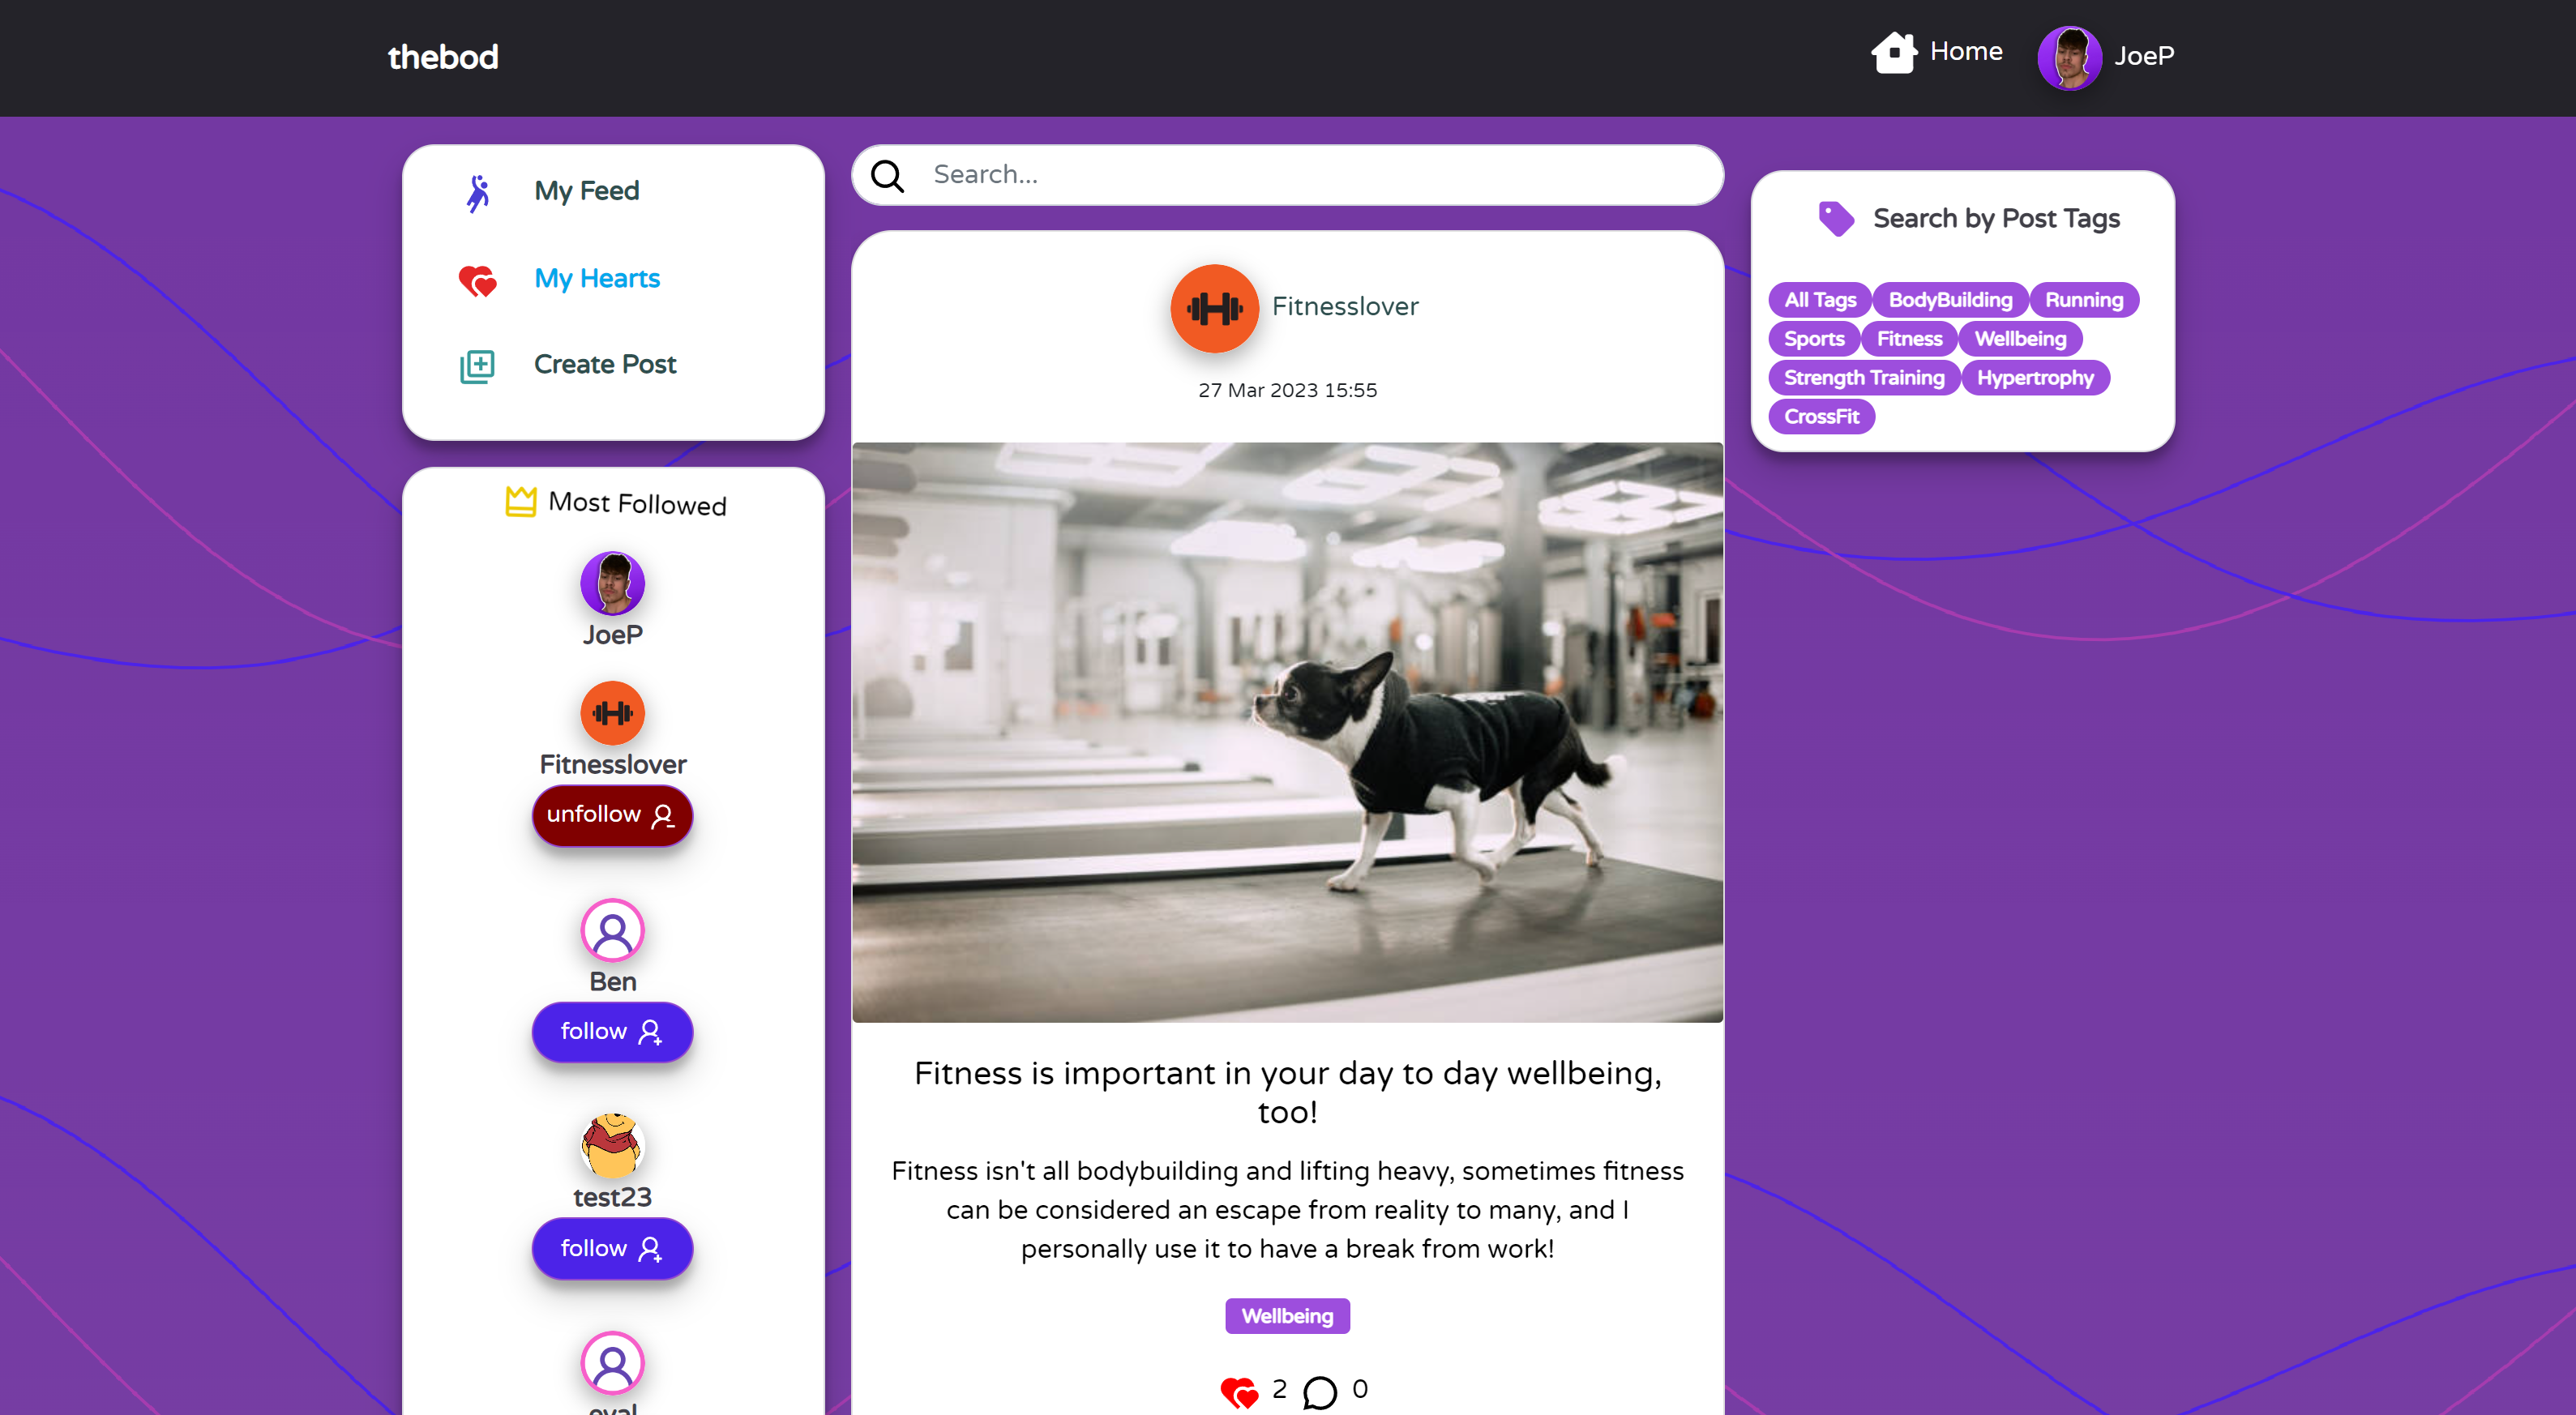 thebod
Home
JoeP
My Feed
My Hearts
Create Post
Most Followed
JoeP
Fitnesslover
unfollow
Ben
follow
test23
follow
Search...
Fitnesslover
27 Mar 2023 15:55
Fitness is important in your day to day wellbeing,
too!
Fitness isn't all bodybuilding and lifting heavy, sometimes fitness
can be considered an escape from reality to many, and I
personally use it to have a break from work!
Wellbeing
2 0
Search by Post Tags
All Tags BodyBuilding Running
Sports Fitness Wellbeing
Strength Training Hypertrophy
CrossFit